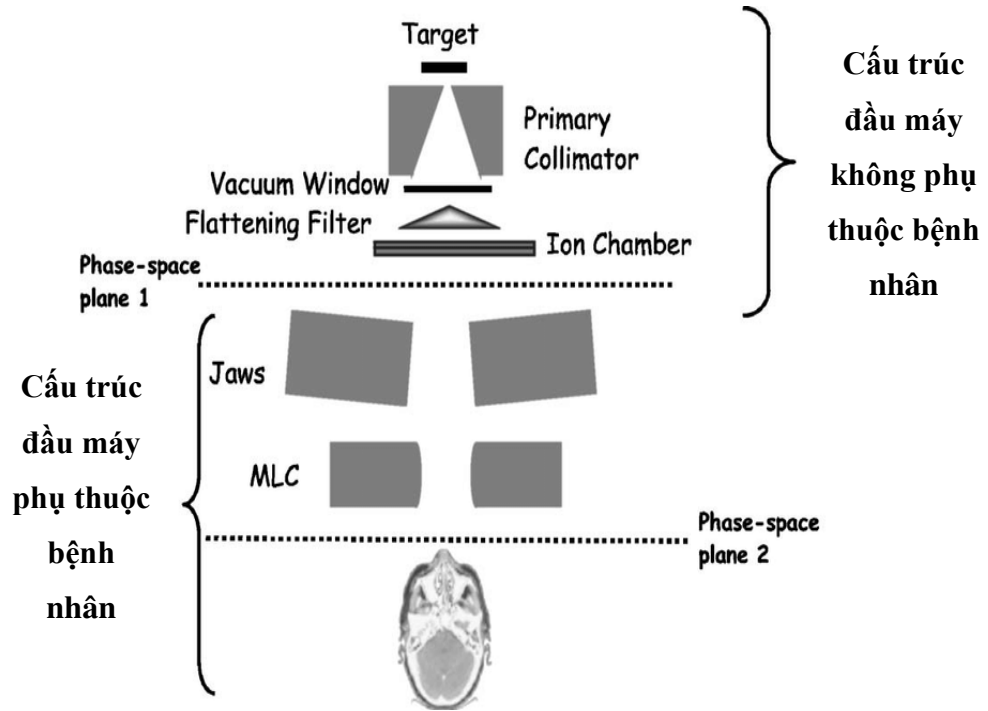 Target
Primary
Collimator
Vacuum Window
Flattening Filter
Ion Chamber
Cấu trúc
đầu máy
không phụ
thuộc bệnh
nhân
Phase-space
plane 1
Jaws
MLC
Cấu trúc
đầu máy
phụ thuộc
bệnh
nhân
Phase-space
plane 2